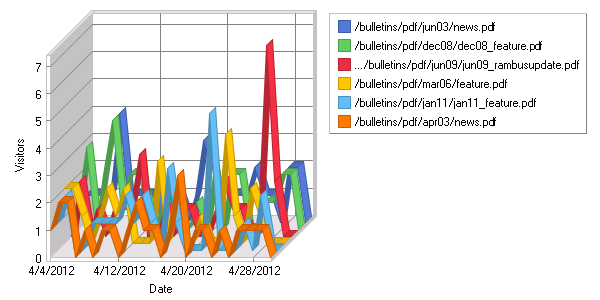 /bulletins/pdf/jun03/news.pdf
/bulletins/pdf/dec08/dec08_feature.pdf
.../bulletins/pdf/jun09/jun09_rambusupdate.pdf
/bulletins/pdf/mar06/feature.pdf
/bulletins/pdf/jan11/jan11_feature.pdf
/bulletins/pdf/apr03/news.pdf
Visitors
7
6
5
4
3
2
1
0
4/4/2012 4/12/2012 4/20/2012 4/28/2012
Date